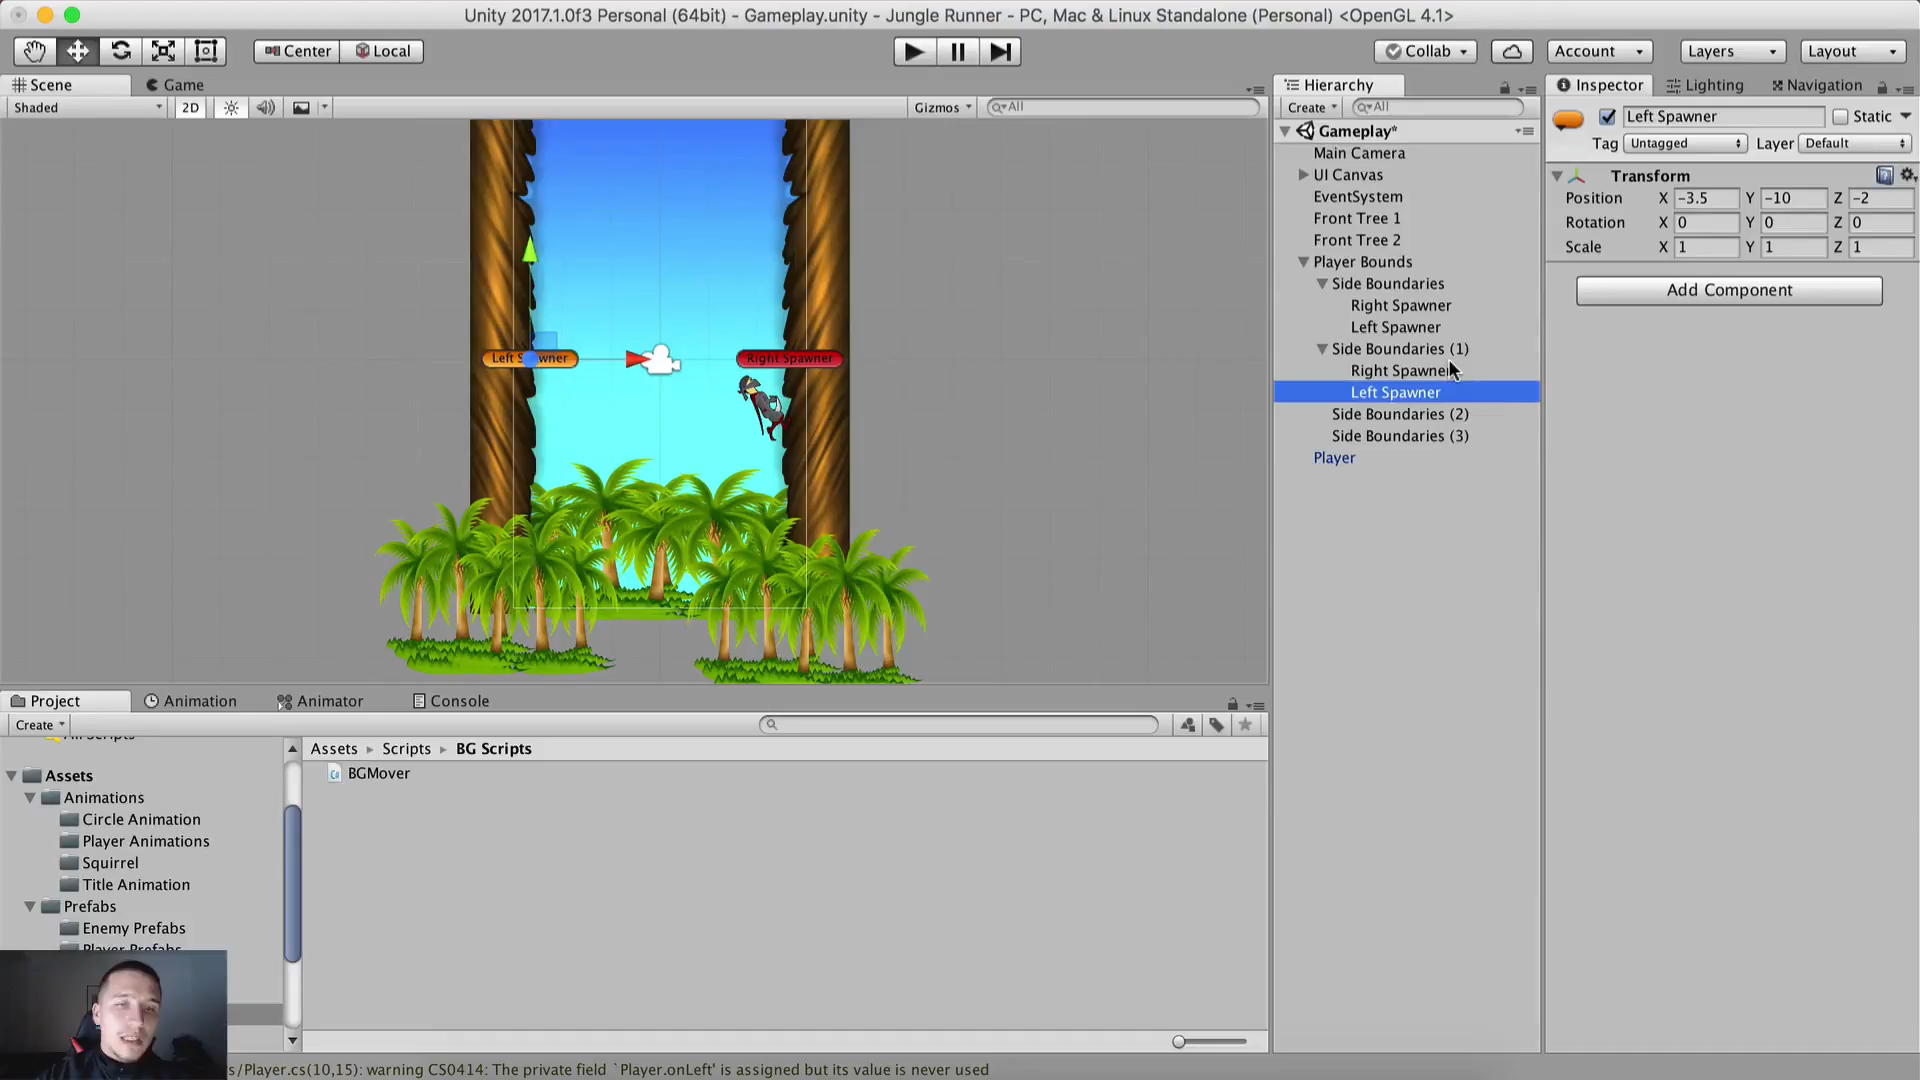 Unity 2017.1.0f3 Personal (64bit) - Gameplay.unity - Jungle Runner - PC, Mac & Linux Standalone (Personal) <OpenGL 4.1>
Center Local Collab Account Layers Layout
Scene Game
Shaded 2D Gizmos All
Left Spawner
Right Spawner
Hierarchy
Create All
Gameplay*
Main Camera
UI Canvas
EventSystem
Front Tree 1
Front Tree 2
Player Bounds
Side Boundaries
Right Spawner
Left Spawner
Side Boundaries (1)
Right Spawner
Left Spawner
Side Boundaries (2)
Side Boundaries (3)
Player
Inspector Lighting Navigation
Left Spawner Static
Tag Untagged Layer Default
Transform
Position X -3.5 Y -10 Z -2
Rotation X 0 Y 0 Z 0
Scale X 1 Y 1 Z 1
Add Component
Project Animation Animator Console
Create
Assets
Animations
Circle Animation
Player Animations
Squirrel
Title Animation
Prefabs
Enemy Prefabs
Player Prefabs
Assets Scripts BG Scripts
BGMover
s/Player.cs(10,15): warning CS0414: The private field `Player.onLeft' is assigned but its value is never used